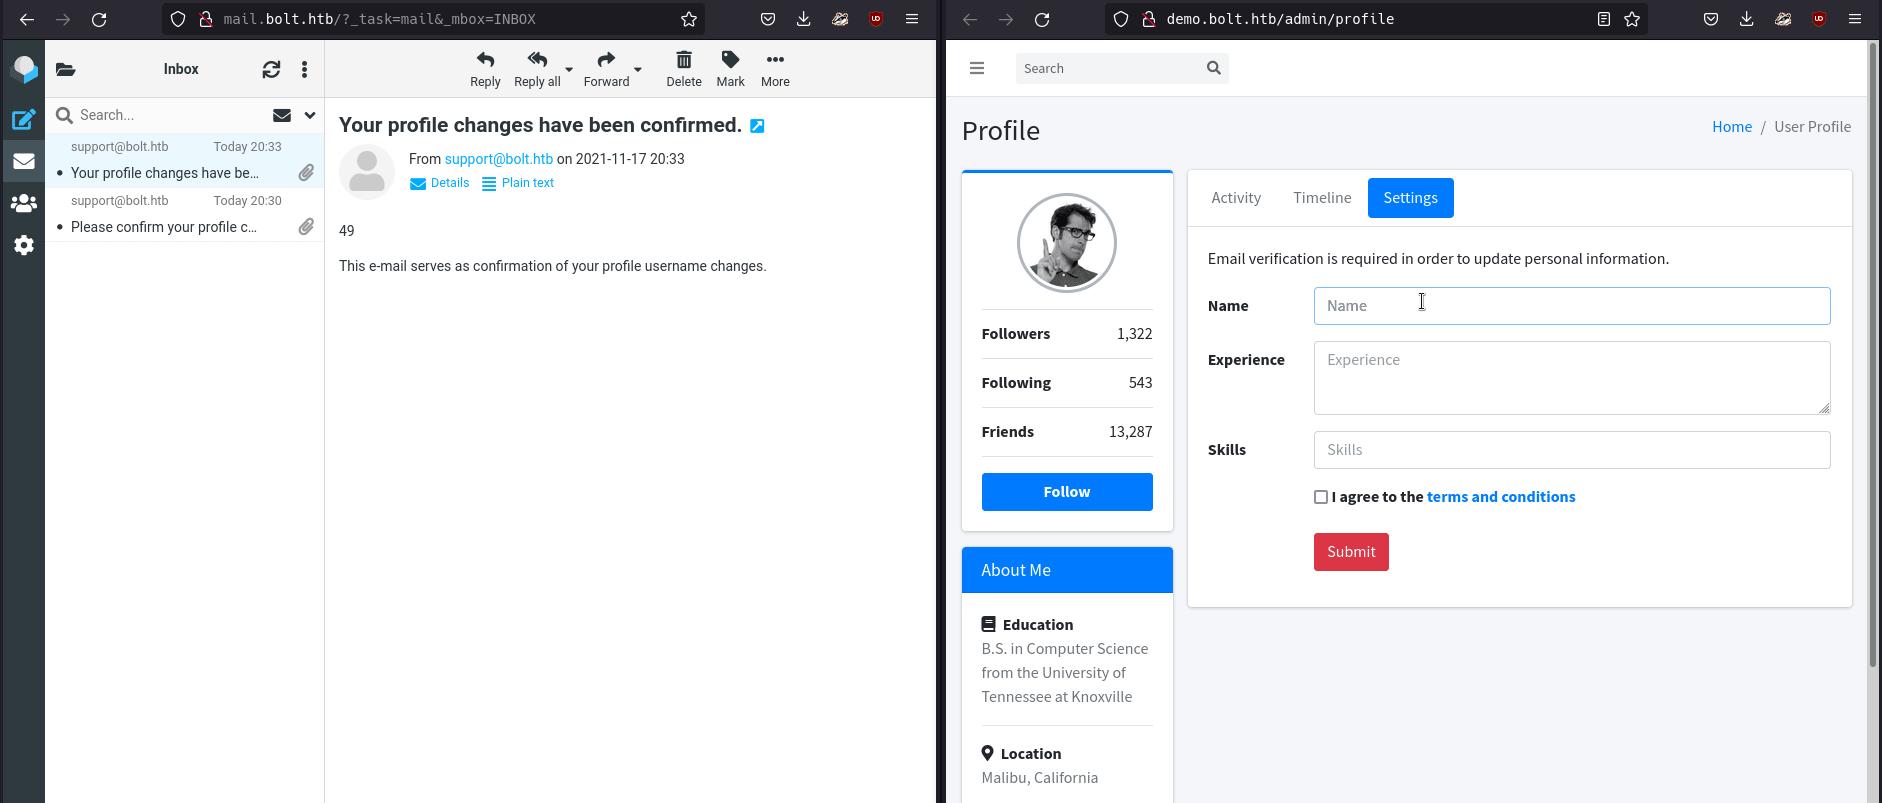 mail.bolt.htb/?_task=mail&_mbox=INBOX
Inbox
Search...
support@bolt.htb Today 20:33
• Your profile changes have be...
support@bolt.htb Today 20:30
• Please confirm your profile c...
Reply Reply all Forward Delete Mark More
Your profile changes have been confirmed.
From support@bolt.htb on 2021-11-17 20:33
Details Plain text
49
This e-mail serves as confirmation of your profile username changes.
demo.bolt.htb/admin/profile
Search
Profile
Home / User Profile
Followers 1,322
Following 543
Friends 13,287
Follow
About Me
Education
B.S. in Computer Science
from the University of
Tennessee at Knoxville
Location
Malibu, California
Activity Timeline Settings
Email verification is required in order to update personal information.
Name Name
Experience Experience
Skills Skills
I agree to the terms and conditions
Submit